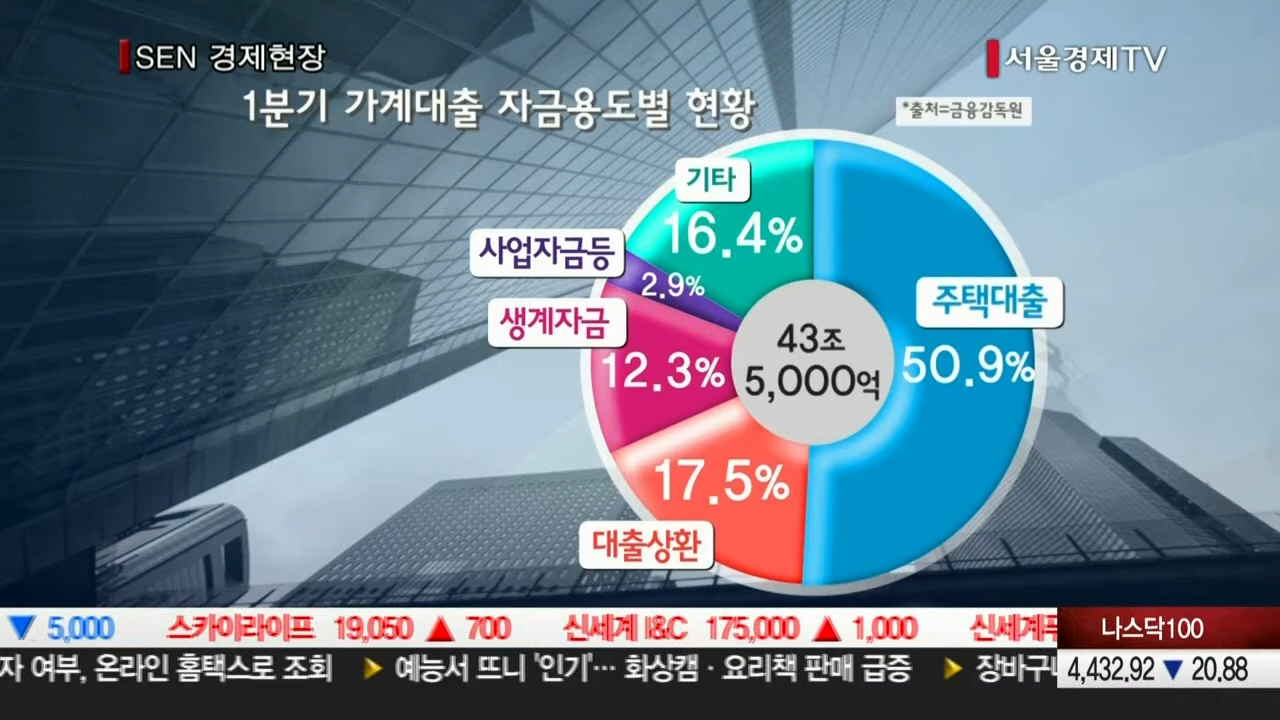 SEN 경제현장
서울경제TV
1분기 가계대출 자금용도별 현황
*출처=금융감독원
기타
16.4%
사업자금등
2.9%
생계자금
12.3%
43조
5,000억
주택대출
50.9%
17.5%
대출상환
▼ 5,000 스카이라이프 19,050 ▲ 700 신세계 I&C 175,000 ▲ 1,000
나스닥100
자 여부, 온라인 홈택스로 조회 ▶ 예능서 뜨니 '인기'… 화상캠·요리책 판매 급증 ▶ 장바구니
4,432.92 ▼ 20.88